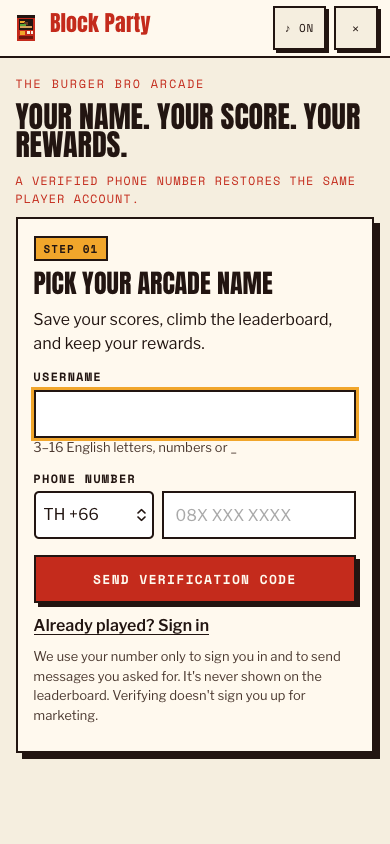 Block Party
♪ ON
×
THE BURGER BRO ARCADE
YOUR NAME. YOUR SCORE. YOUR
REWARDS.
A VERIFIED PHONE NUMBER RESTORES THE SAME
PLAYER ACCOUNT.
STEP 01
PICK YOUR ARCADE NAME
Save your scores, climb the leaderboard,
and keep your rewards.
USERNAME
3–16 English letters, numbers or _
PHONE NUMBER
TH +66
08X XXX XXXX
SEND VERIFICATION CODE
Already played? Sign in
We use your number only to sign you in and to send
messages you asked for. It's never shown on the
leaderboard. Verifying doesn't sign you up for
marketing.